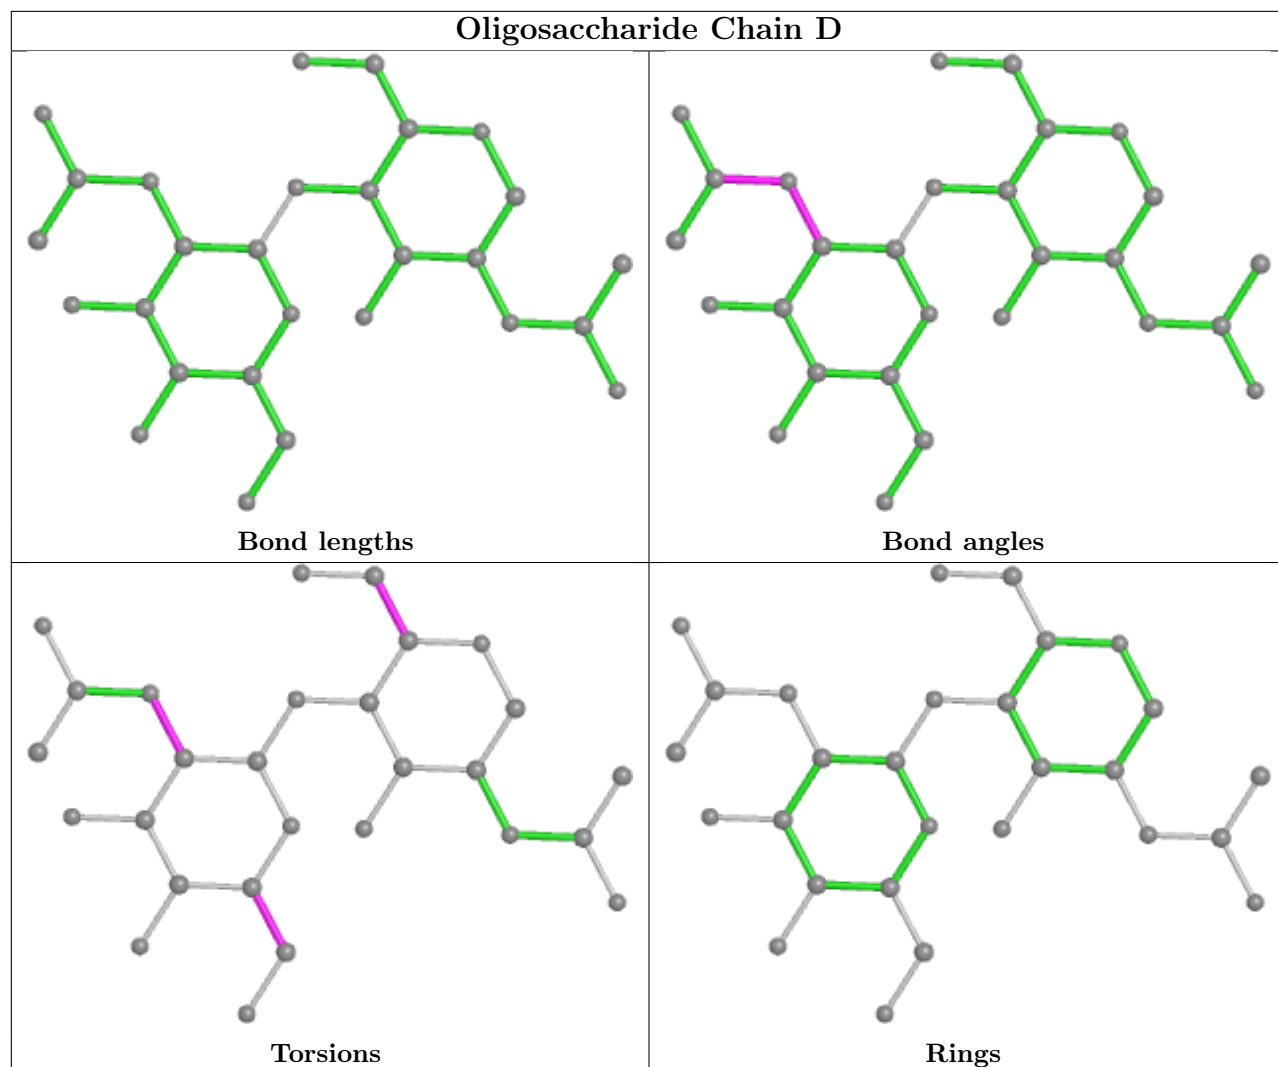 Oligosaccharide Chain D
Bond lengths
Bond angles
Torsions
Rings